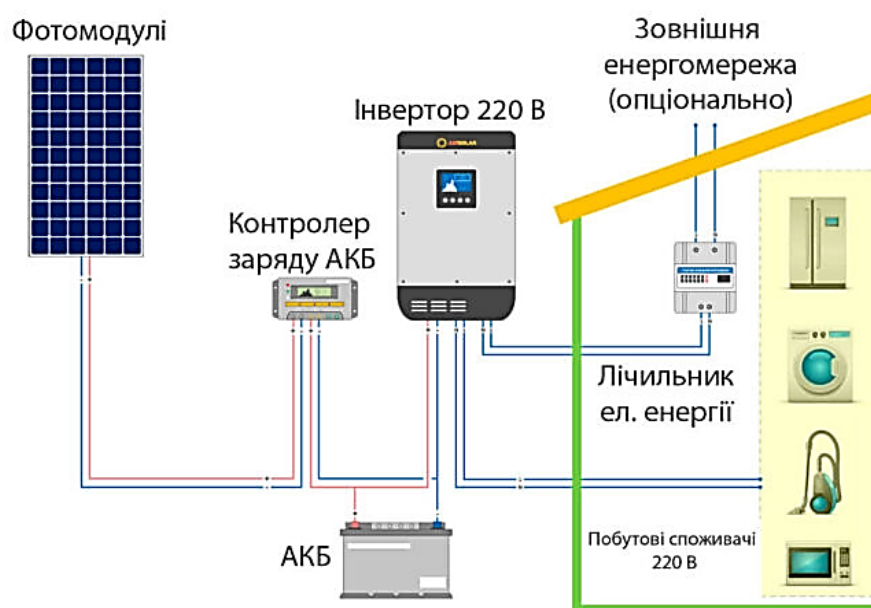 Фотомодулі
Зовнішня
енергомережа
(опціонально)
Інвертор 220 В
Контролер
заряду АКБ
Лічильник
ел. енергії
АКБ
Побутові споживачі
220 В